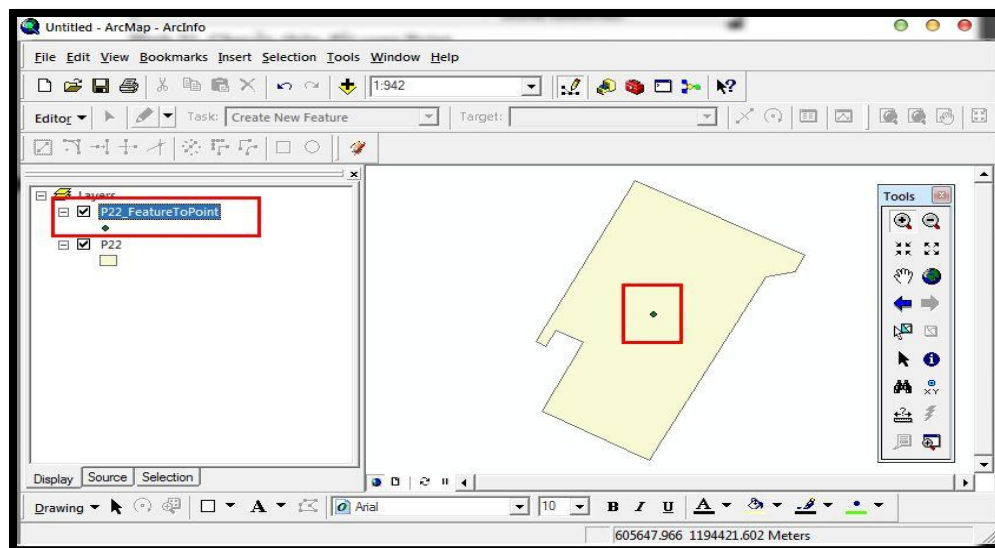 Untitled - ArcMap - ArcInfo
File Edit View Bookmarks Insert Selection Tools Window Help
1:942
Editor Task: Create New Feature Target:
Layers
P22_FeatureToPoint
P22
Tools
XY
Display Source Selection
Drawing A Arial 10 B I U A
605647.966 1194421.602 Meters